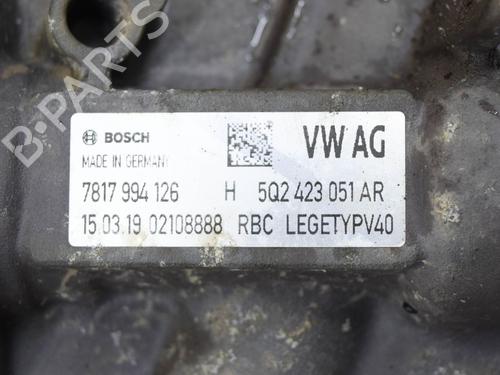 B-PARTS
BOSCH
VW AG
MADE IN GERMANY
7817 994 126 H 5Q2 423 051 AR
15.03.19 02108888 RBC LEGETYPV40